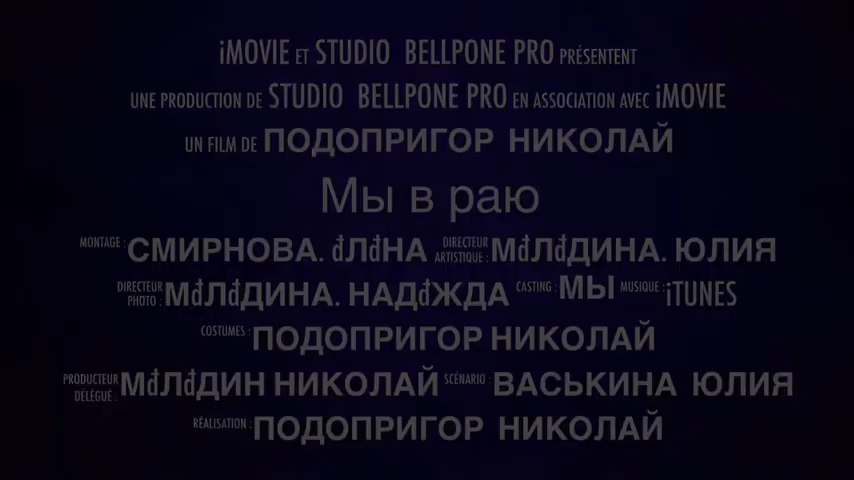 iMOVIE ET STUDIO BELLPONE PRO PRÉSENTENT
UNE PRODUCTION DE STUDIO BELLPONE PRO EN ASSOCIATION AVEC iMOVIE
UN FILM DE ПОДОПРИГОР НИКОЛАЙ
Мы в раю
MONTAGE : СМИРНОВА. đЛđНА DIRECTEUR ARTISTIQUE : МđЛđДИНА. ЮЛИЯ
DIRECTEUR PHOTO : МđЛđДИНА. НАДđЖДА CASTING : МЫ MUSIQUE : iTUNES
COSTUMES : ПОДОПРИГОР НИКОЛАЙ
PRODUCTEUR DÉLÉGUÉ : МđЛđДИН НИКОЛАЙ SCÉNARIO : ВАСЬКИНА ЮЛИЯ
RÉALISATION : ПОДОПРИГОР НИКОЛАЙ